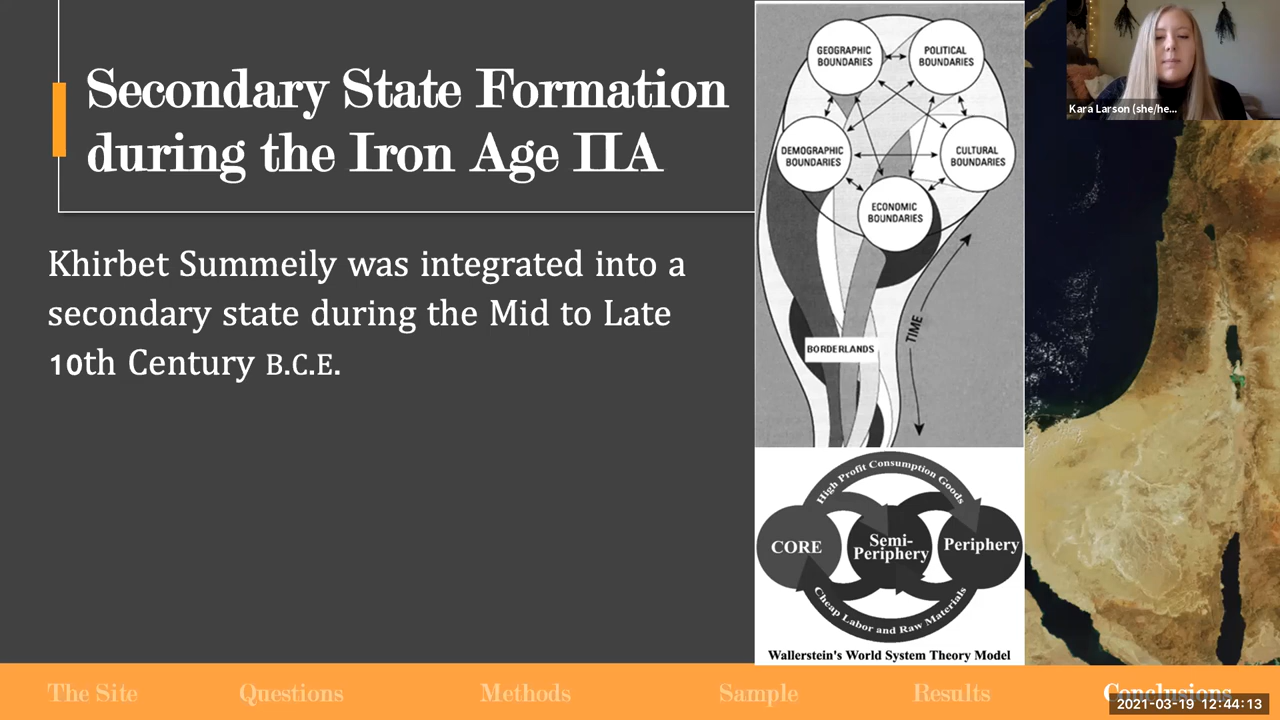 Secondary State Formation
during the Iron Age IIA
Khirbet Summeily was integrated into a
secondary state during the Mid to Late
10th Century B.C.E.
GEOGRAPHIC
BOUNDARIES
POLITICAL
BOUNDARIES
DEMOGRAPHIC
BOUNDARIES
CULTURAL
BOUNDARIES
ECONOMIC
BOUNDARIES
TIME
BORDERLANDS
High Profit Consumption Goods
CORE
Semi-
Periphery
Periphery
Cheap Labor and Raw Materials
Wallerstein's World System Theory Model
Kara Larson (she/he...
The Site
Questions
Methods
Sample
Results
Conclusions
2021-03-19 12:44:13